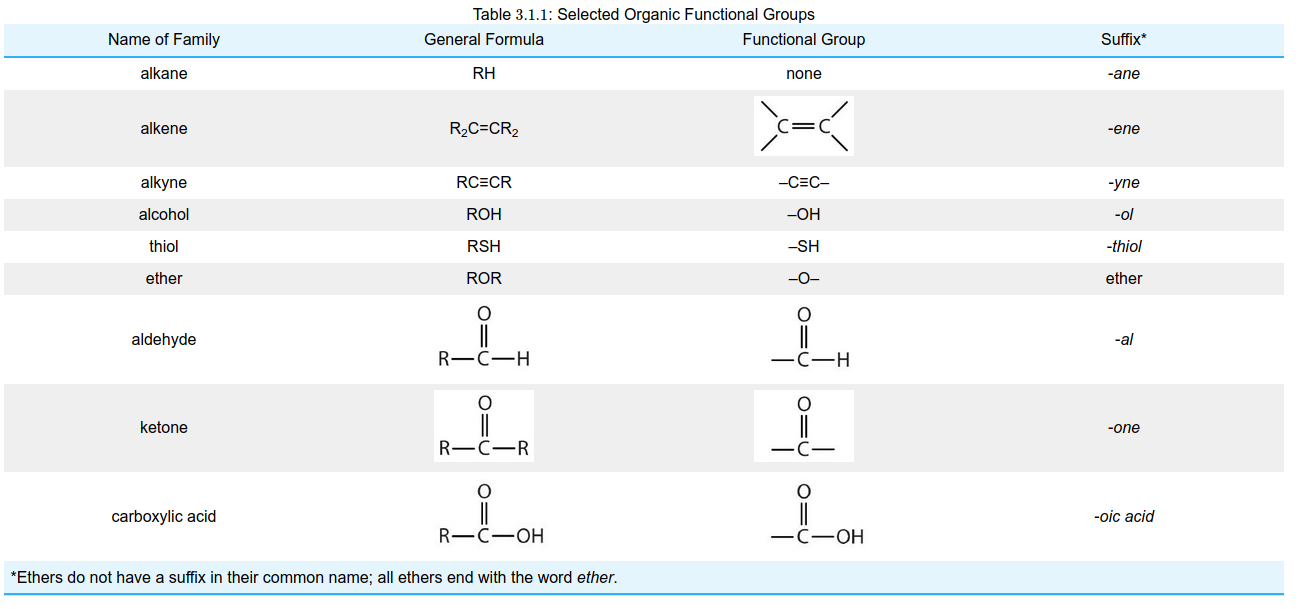 Table 3.1.1: Selected Organic Functional Groups
Name of Family General Formula Functional Group Suffix*
alkane RH none -ane
alkene R₂C=CR₂ C=C -ene
alkyne RC≡CR –C≡C– -yne
alcohol ROH –OH -ol
thiol RSH –SH -thiol
ether ROR –O– ether
O O
aldehyde R—C—H —C—H -al
O O
ketone R—C—R —C— -one
O O
carboxylic acid R—C—OH —C—OH -oic acid
*Ethers do not have a suffix in their common name; all ethers end with the word ether.